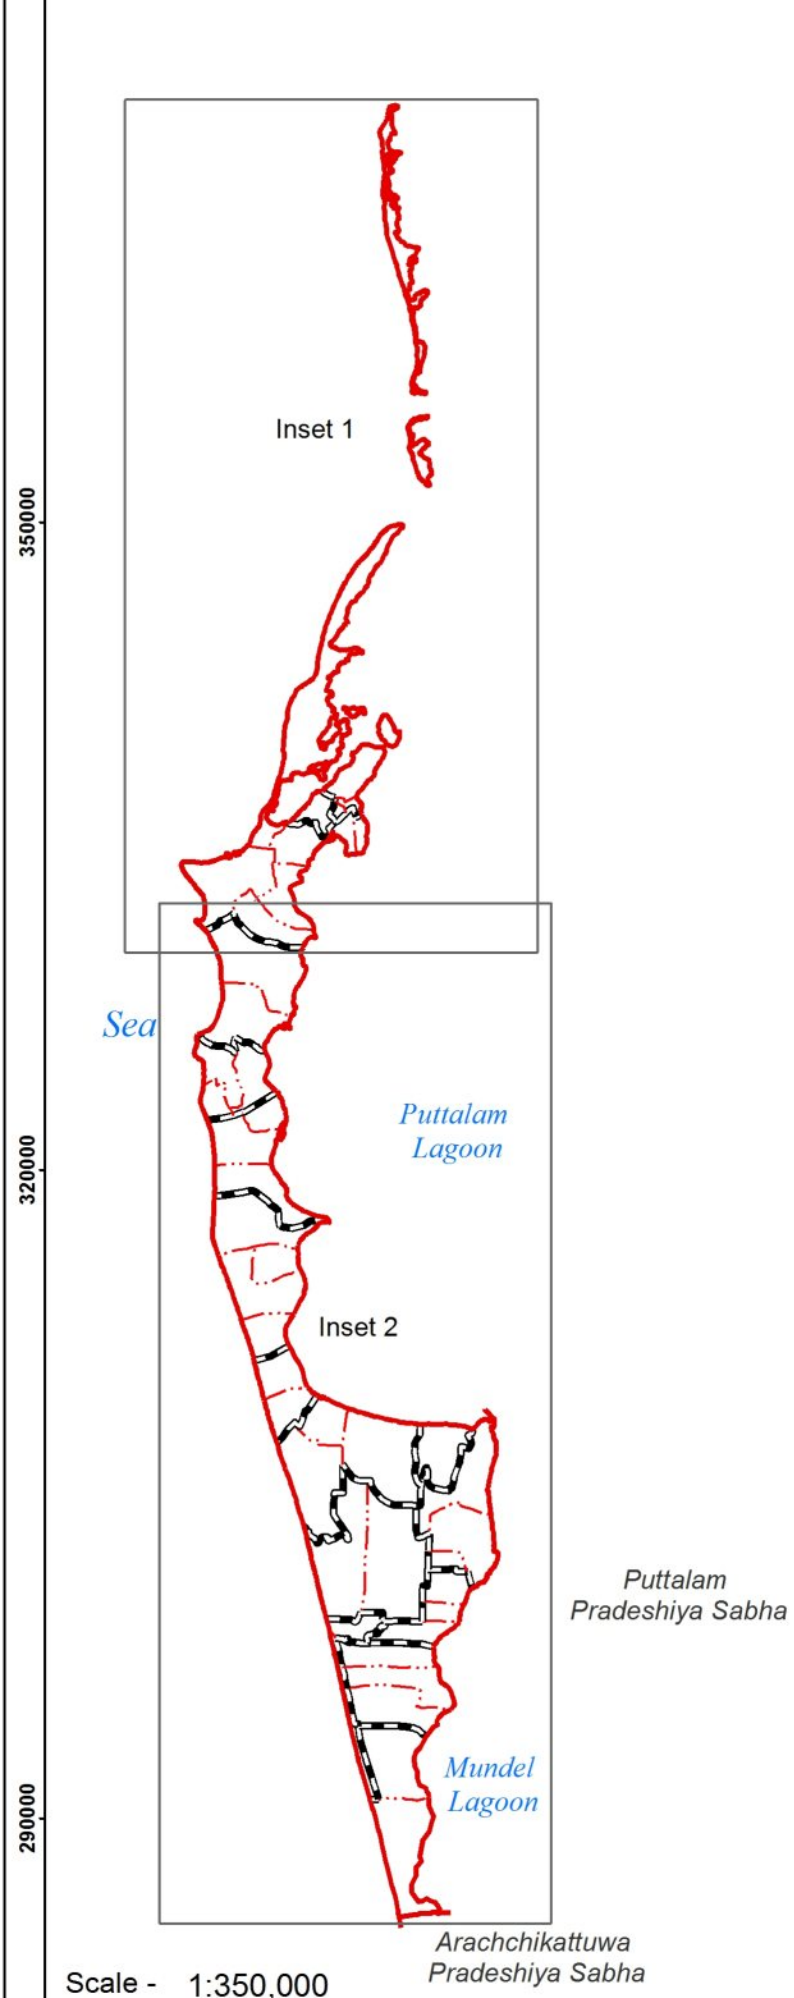 Inset 1
350000
Sea
Puttalam
Lagoon
320000
Inset 2
Puttalam
Pradeshiya Sabha
Mundel
Lagoon
290000
Arachchikattuwa
Pradeshiya Sabha
Scale - 1:350,000